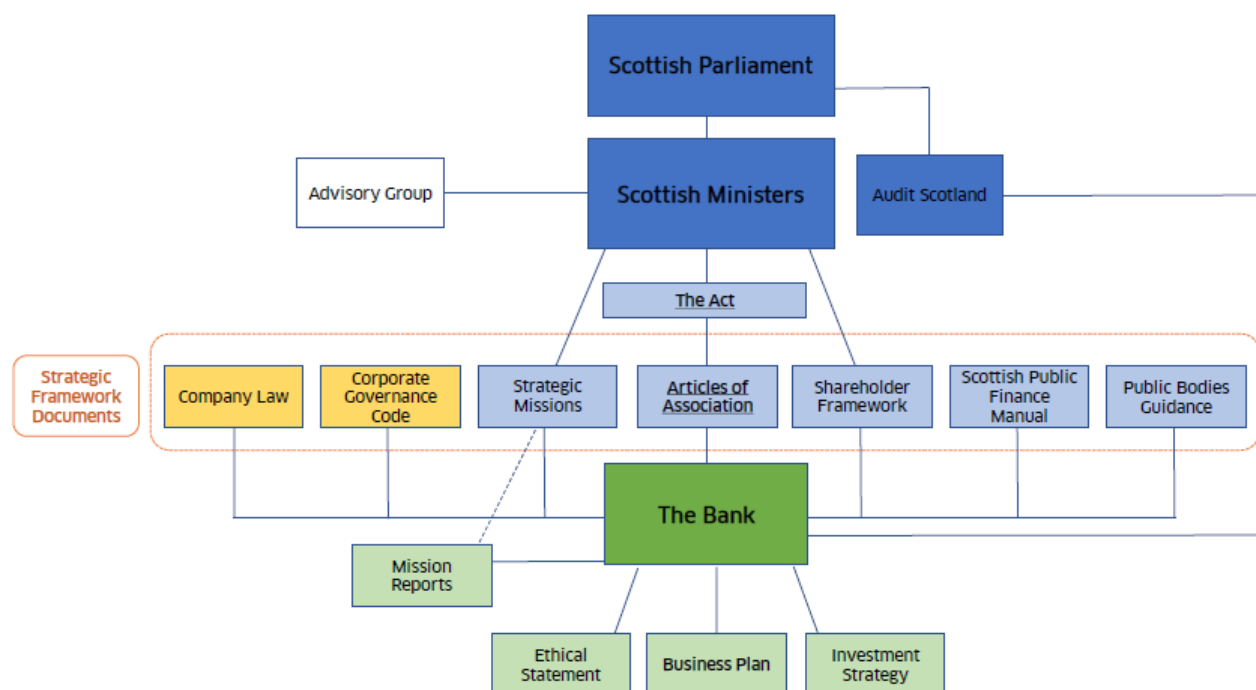 Scottish Parliament
Advisory Group
Scottish Ministers
Audit Scotland
The Act
Strategic
Framework
Documents
Company Law
Corporate
Governance
Code
Strategic
Missions
Articles of
Association
Shareholder
Framework
Scottish Public
Finance
Manual
Public Bodies
Guidance
The Bank
Mission
Reports
Ethical
Statement
Business Plan
Investment
Strategy